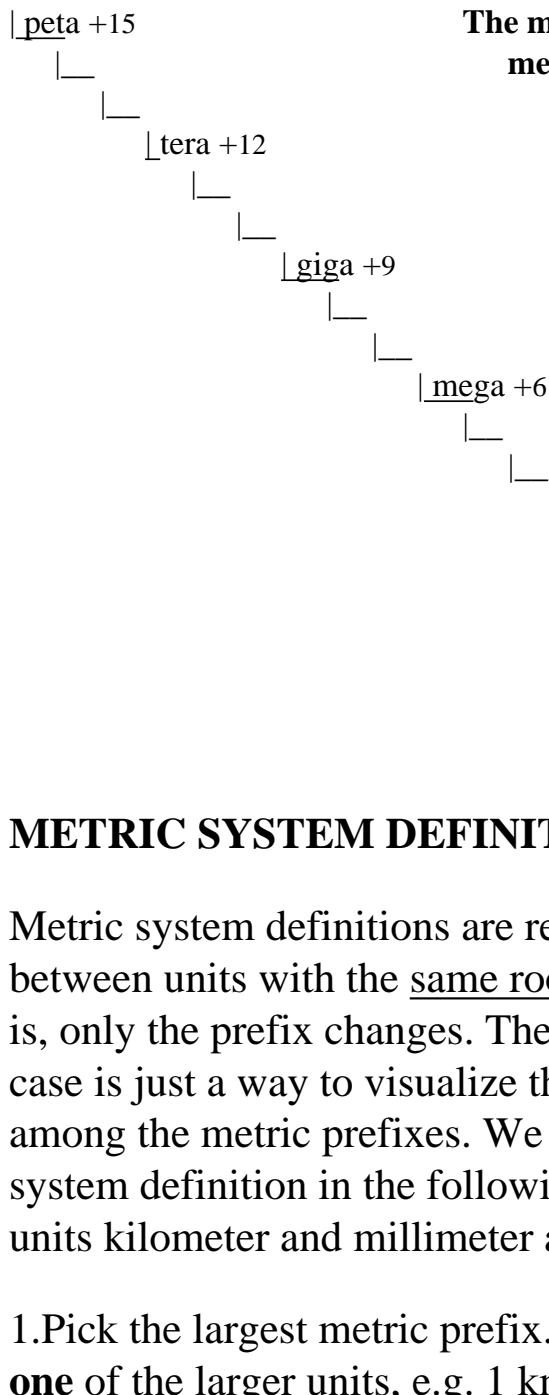 | peta +15
The m
|__
me
|__
|_tera +12
|__
|__
| giga +9
|__
|__
| mega +6
|__
|__
METRIC SYSTEM DEFINIT
Metric system definitions are re
between units with the same roo
is, only the prefix changes. The
case is just a way to visualize th
among the metric prefixes. We
system definition in the followi
units kilometer and millimeter a
1.Pick the largest metric prefix.
one of the larger units, e.g. 1 km